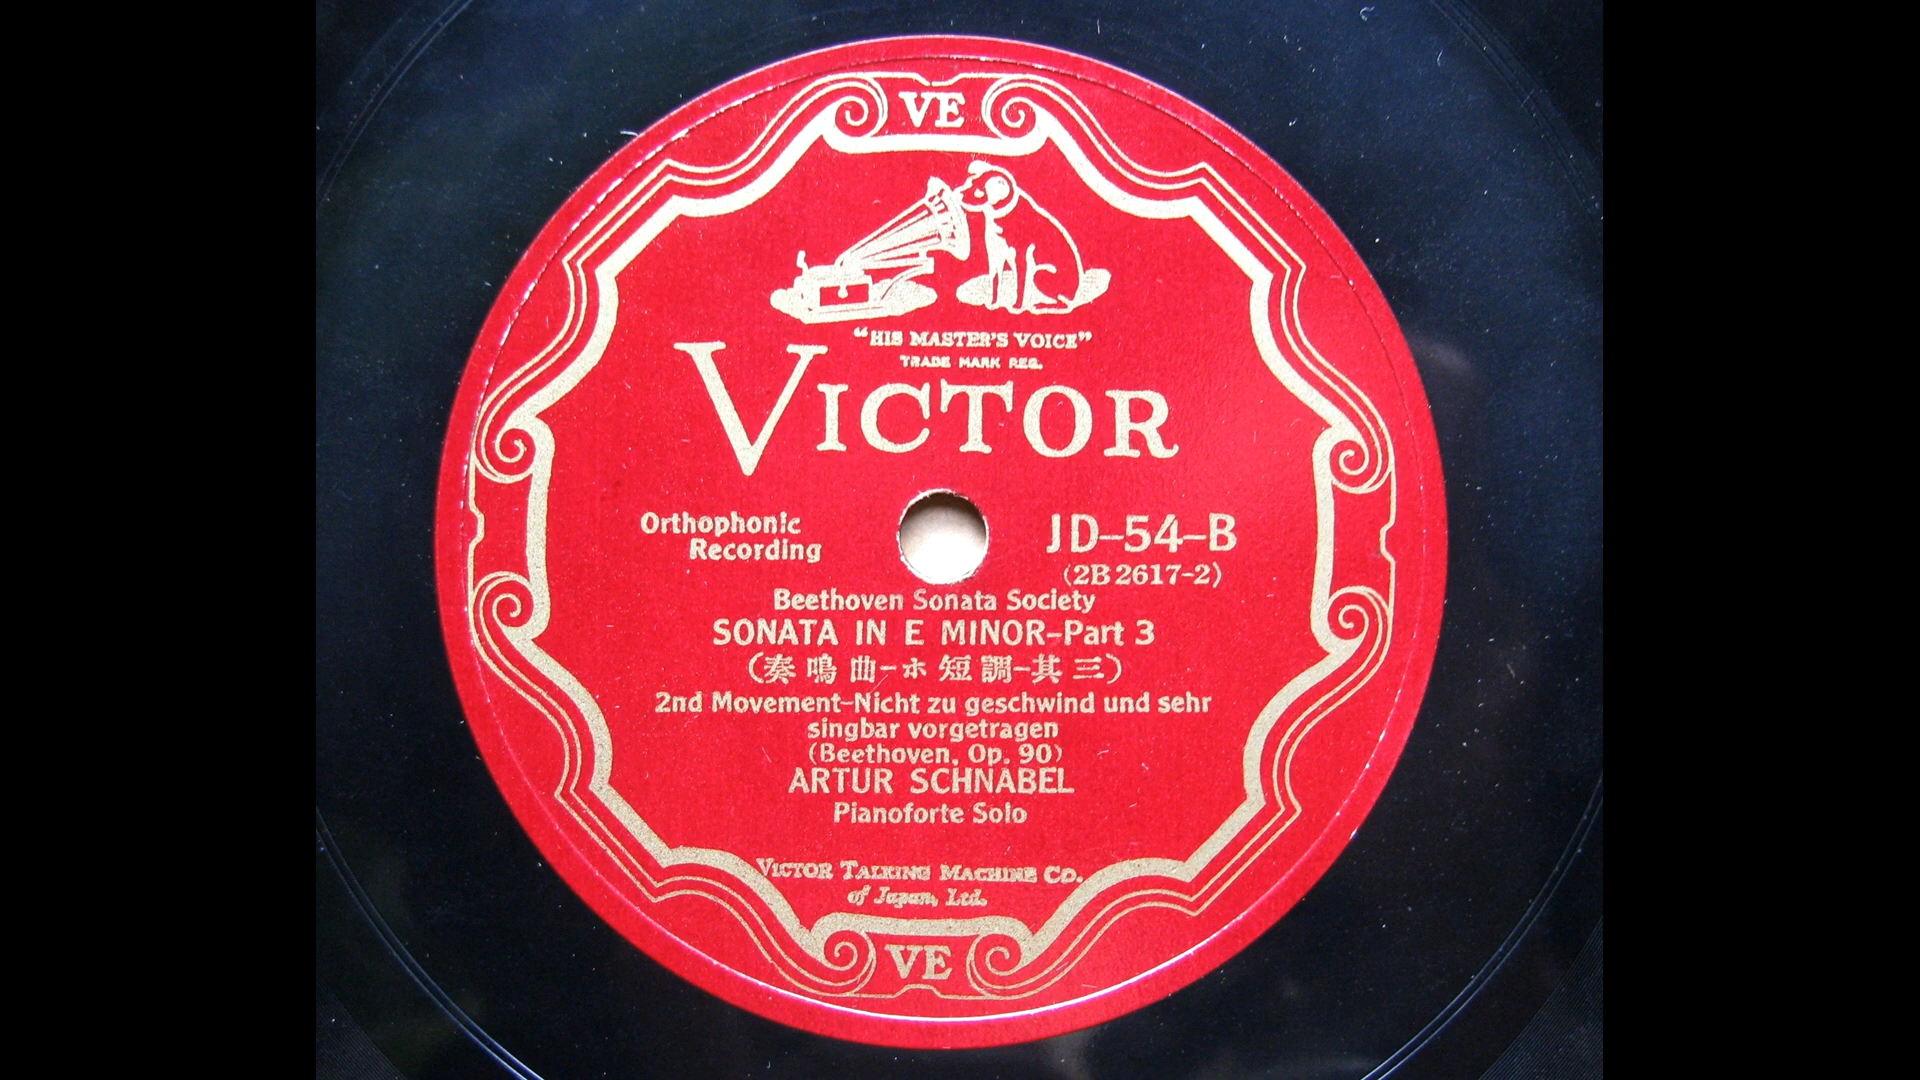 VE
“HIS MASTER'S VOICE”
TRADE MARK REG.
VICTOR
Orthophonic
Recording
JD-54-B
(2B2617-2)
Beethoven Sonata Society
SONATA IN E MINOR-Part 3
(奏鳴曲-ホ短調-其三)
2nd Movement-Nicht zu geschwind und sehr
singbar vorgetragen
(Beethoven, Op. 90)
ARTUR SCHNABEL
Pianoforte Solo
VICTOR TALKING MACHINE CO.
of Japan, Ltd.
VE